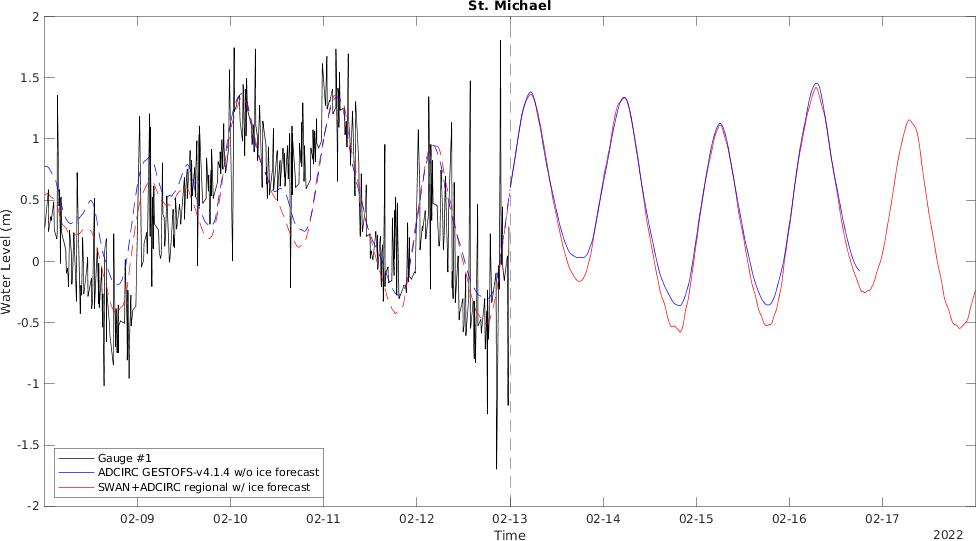 St. Michael
2
1.5
1
0.5
0
-0.5
-1
-1.5
-2
Water Level (m)
Gauge #1
ADCIRC GESTOFS-v4.1.4 w/o ice forecast
SWAN+ADCIRC regional w/ ice forecast
02-09 02-10 02-11 02-12 02-13 02-14 02-15 02-16 02-17
Time
2022